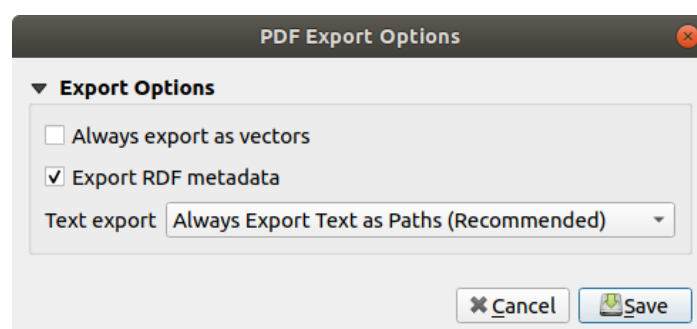 PDF Export Options
Export Options
Always export as vectors
Export RDF metadata
Text export Always Export Text as Paths (Recommended)
Cancel Save